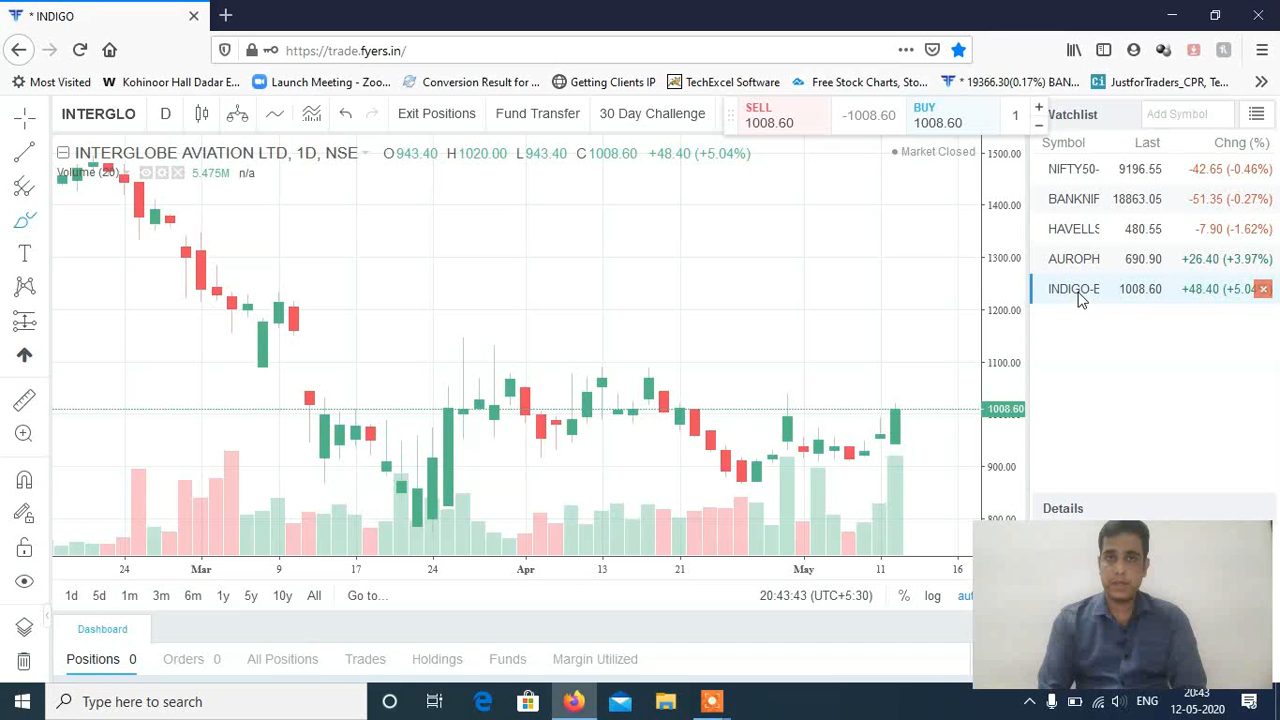 * INDIGO
https://trade.fyers.in/
Most Visited
Kohinoor Hall Dadar E...
Launch Meeting - Zoo...
Conversion Result for ...
Getting Clients IP
TechExcel Software
Free Stock Charts, Sto...
* 19366.30(0.17%) BAN...
JustforTraders_CPR, Te...
INTERGLO
D
Exit Positions
Fund Transfer
30 Day Challenge
SELL
1008.60
-1008.60
BUY
1008.60
1
Watchlist
Add Symbol
INTERGLOBE AVIATION LTD, 1D, NSE
O943.40 H1020.00 L943.40 C1008.60 +48.40 (+5.04%)
Market Closed
Volume (20)
5.475M n/a
Symbol Last Chng (%)
NIFTY50- 9196.55 -42.65 (-0.46%)
BANKNIF 18863.05 -51.35 (-0.27%)
HAVELLS 480.55 -7.90 (-1.62%)
AUROPH 690.90 +26.40 (+3.97%)
INDIGO-E 1008.60 +48.40 (+5.04
1500.00
1400.00
1300.00
1200.00
1100.00
1008.60
900.00
800.00
24 Mar 9 17 24 Apr 13 21 May 11 16
Details
1d 5d 1m 3m 6m 1y 5y 10y All Go to...
20:43:43 (UTC+5:30) % log aut
Dashboard
Positions 0
Orders 0
All Positions
Trades
Holdings
Funds
Margin Utilized
Type here to search
ENG
20:43
12-05-2020